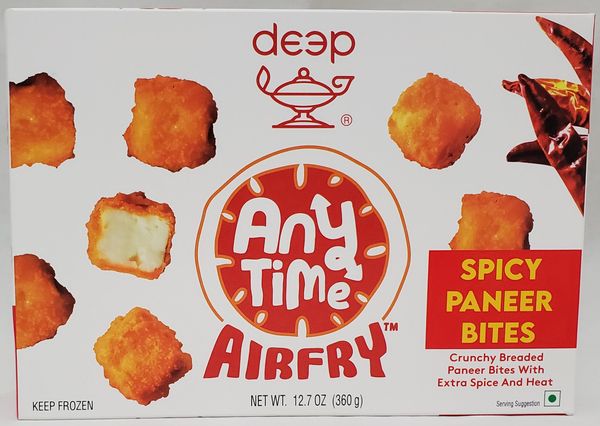 deep
®
Any
Time
AIRFRY™
NET WT. 12.7 OZ (360 g)
KEEP FROZEN
SPICY
PANEER
BITES
Crunchy Breaded
Paneer Bites With
Extra Spice And Heat
Serving Suggestion